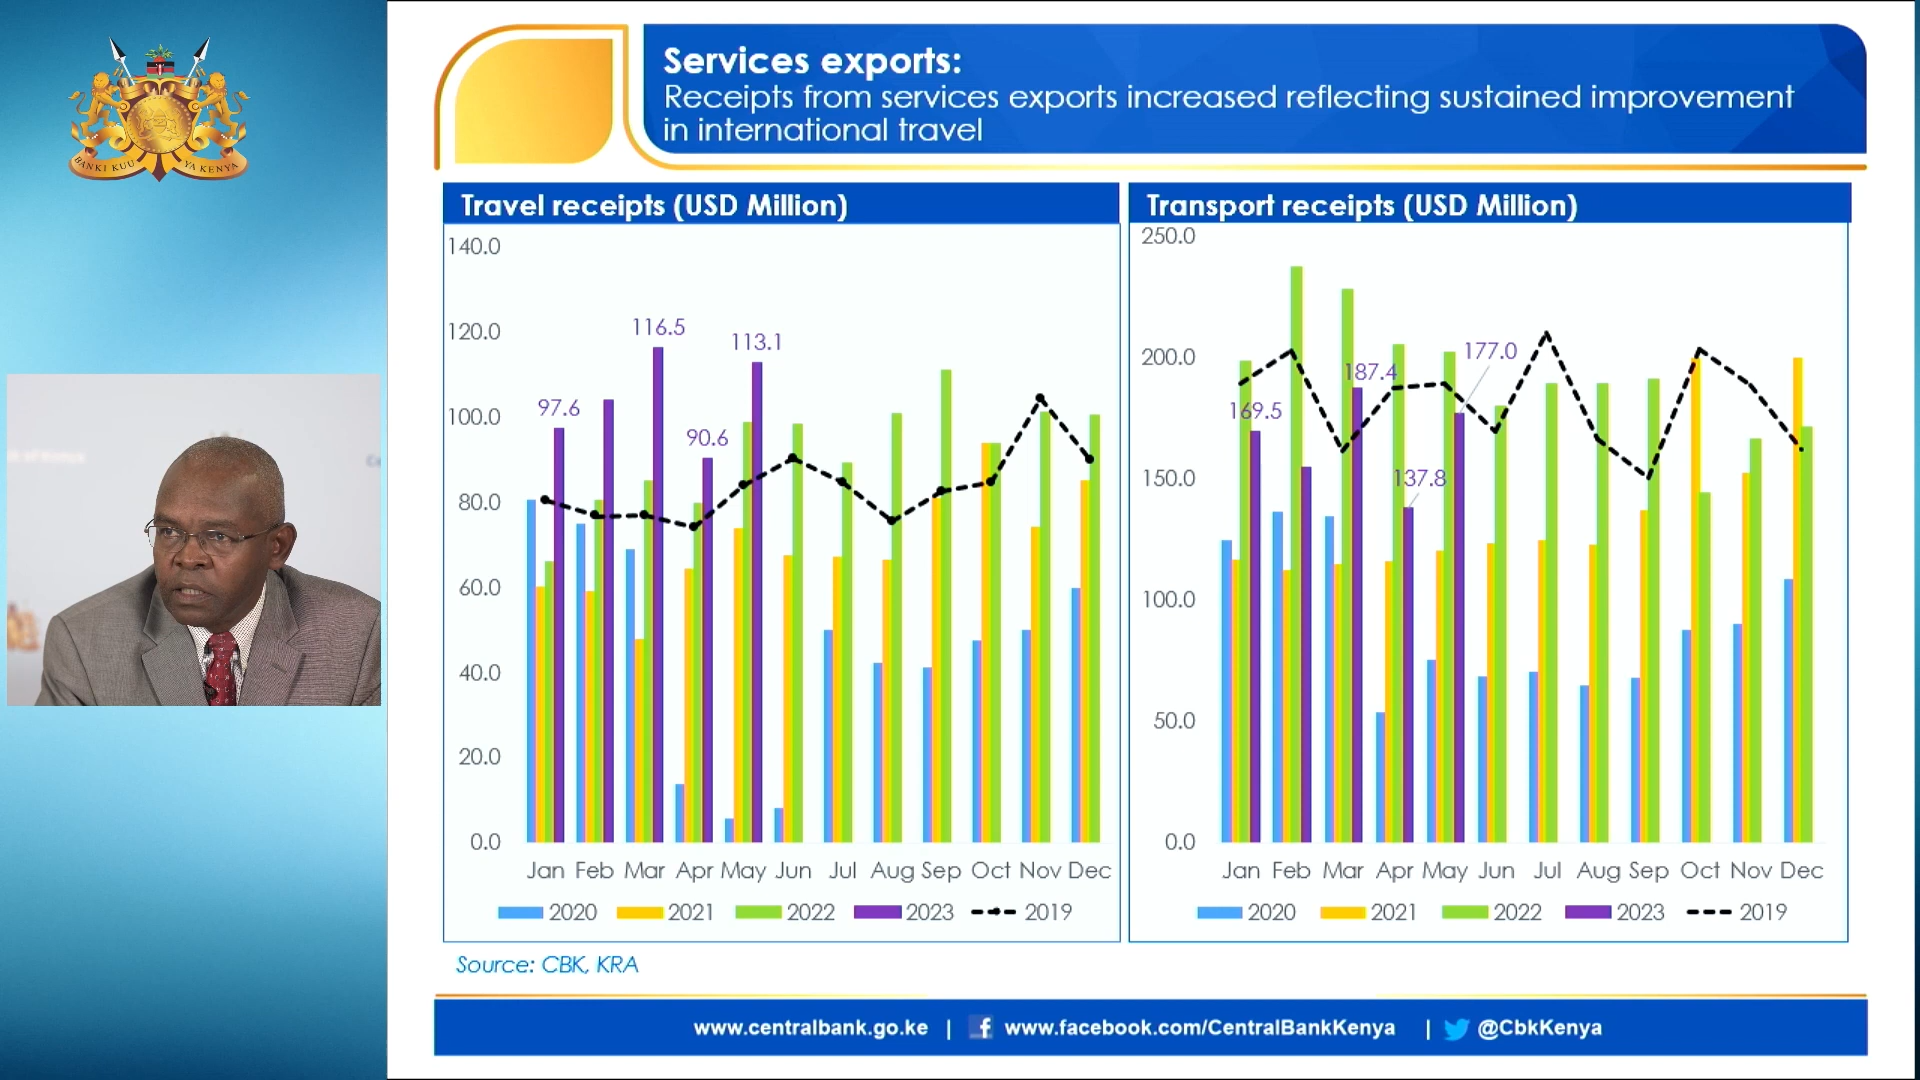 BANKI KUU YA KENYA
Services exports:
Receipts from services exports increased reflecting sustained improvement
in international travel
Travel receipts (USD Million)
140.0
120.0
100.0
80.0
60.0
40.0
20.0
0.0
97.6
116.5
90.6
113.1
Jan Feb Mar Apr May Jun Jul Aug Sep Oct Nov Dec
2020 2021 2022 2023 2019
Transport receipts (USD Million)
250.0
200.0
150.0
100.0
50.0
0.0
169.5
187.4
137.8
177.0
Jan Feb Mar Apr May Jun Jul Aug Sep Oct Nov Dec
2020 2021 2022 2023 2019
Source: CBK, KRA
www.centralbank.go.ke | f www.facebook.com/CentralBankKenya | @CbkKenya